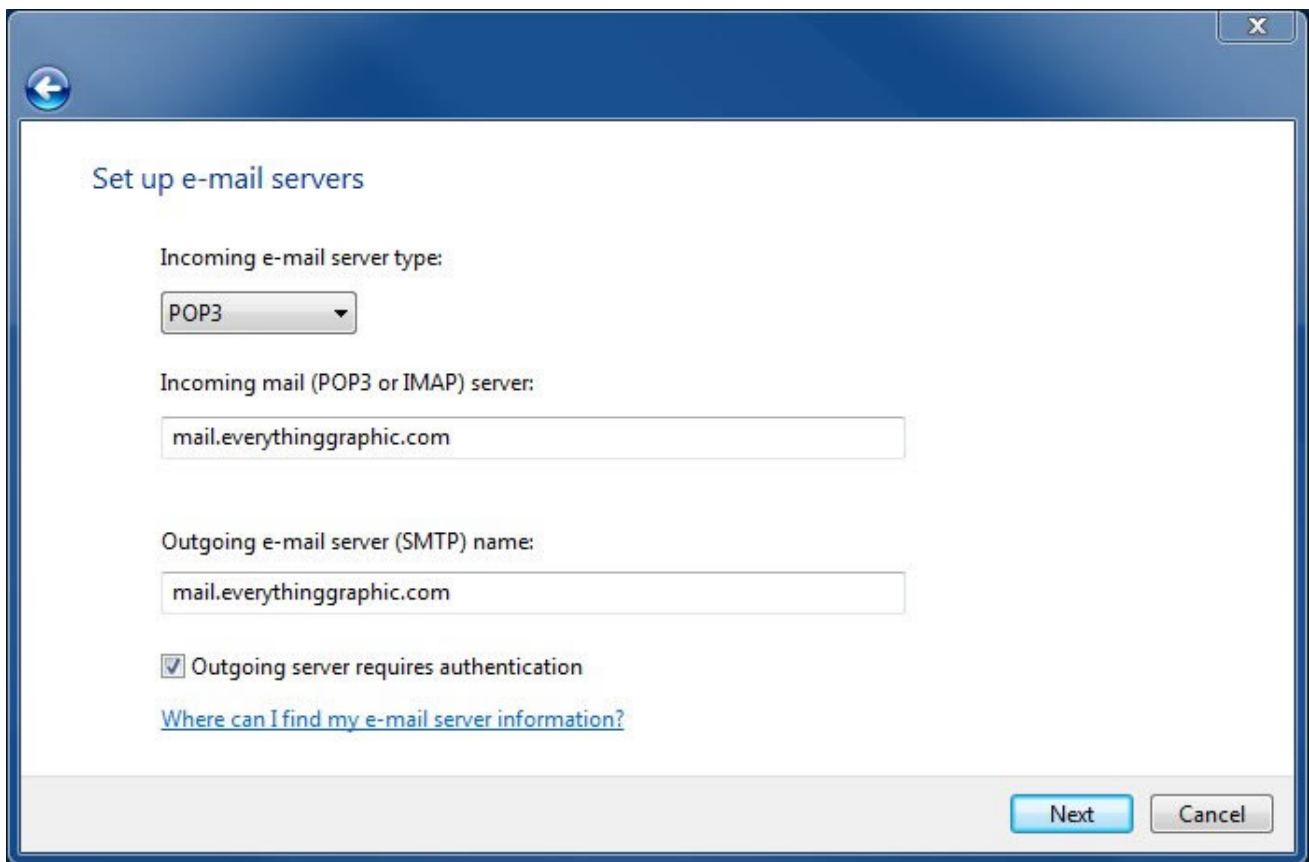 X
Set up e-mail servers
Incoming e-mail server type:
POP3
Incoming mail (POP3 or IMAP) server:
mail.everythinggraphic.com
Outgoing e-mail server (SMTP) name:
mail.everythinggraphic.com
Outgoing server requires authentication
Where can I find my e-mail server information?
Next Cancel